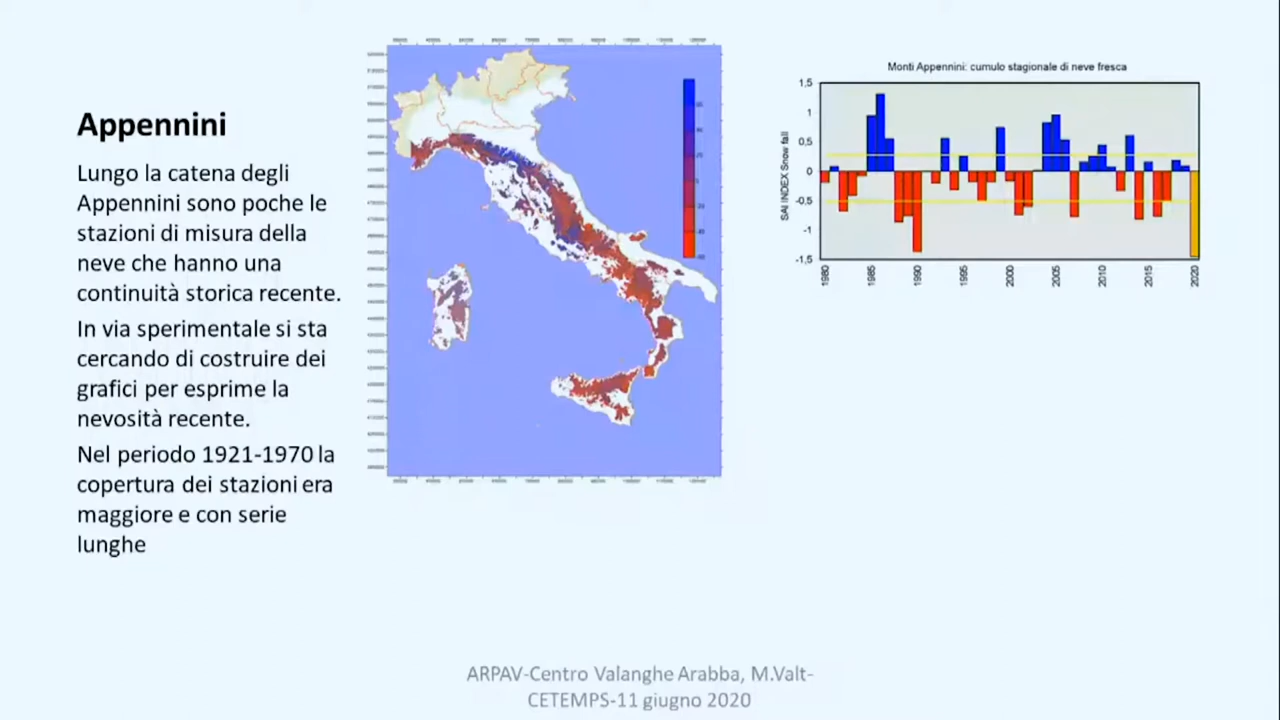 Appennini
Lungo la catena degli
Appennini sono poche le
stazioni di misura della
neve che hanno una
continuità storica recente.
In via sperimentale si sta
cercando di costruire dei
grafici per esprime la
nevosità recente.
Nel periodo 1921-1970 la
copertura dei stazioni era
maggiore e con serie
lunghe
Monti Appennini: cumulo stagionale di neve fresca
SAI INDEX Snow fall
1,5
1
0,5
0
-0,5
-1
-1,5
1980
1985
1990
1995
2000
2005
2010
2015
2020
ARPAV-Centro Valanghe Arabba, M.Valt-
CETEMPS-11 giugno 2020